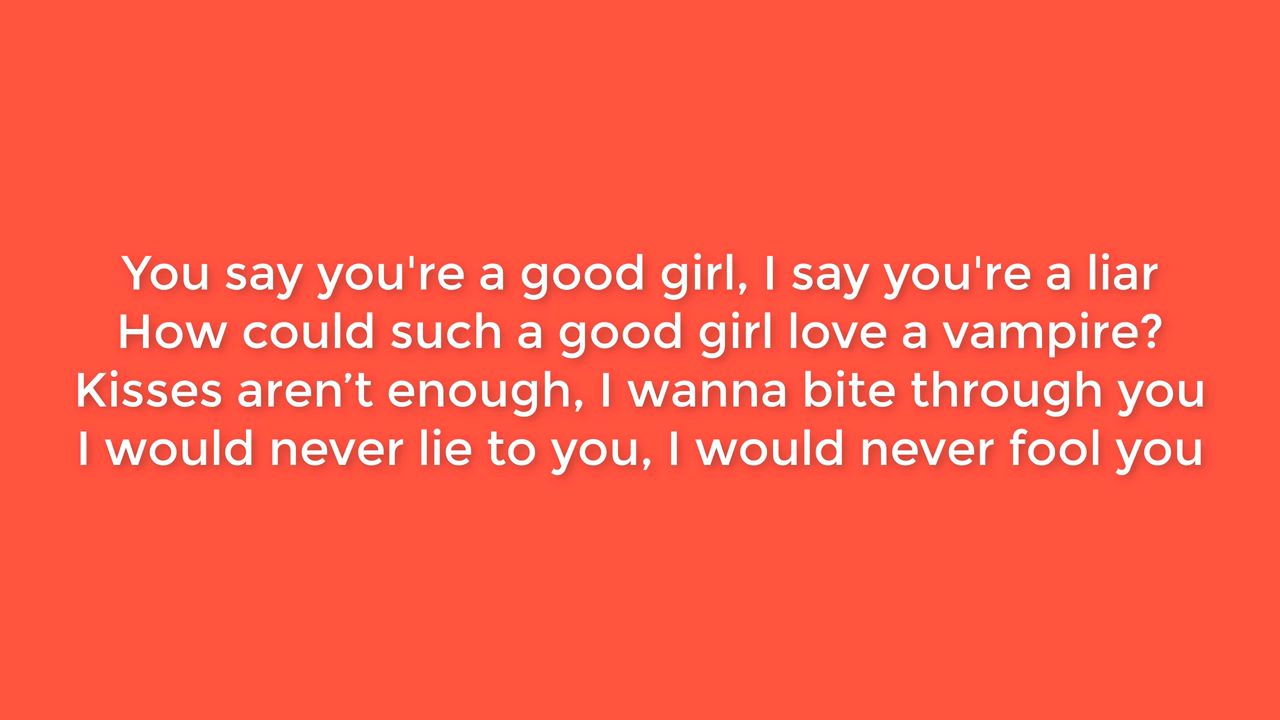 You say you're a good girl, I say you're a liar
How could such a good girl love a vampire?
Kisses aren’t enough, I wanna bite through you
I would never lie to you, I would never fool you